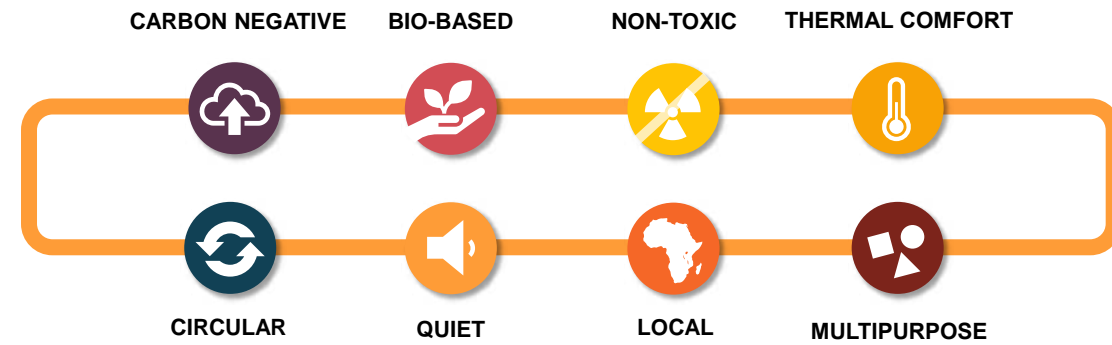 CARBON NEGATIVE
BIO-BASED
NON-TOXIC
THERMAL COMFORT
CIRCULAR
QUIET
LOCAL
MULTIPURPOSE